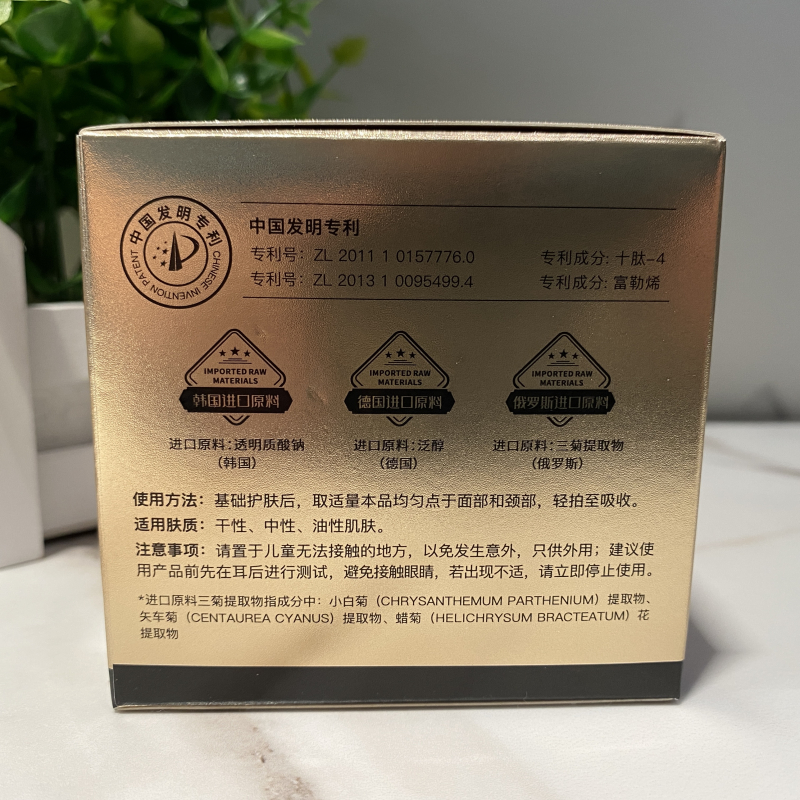 中国发明专利
CHINESE INVENTION PATENT
中国发明专利
专利号: ZL 2011 1 0157776.0 专利成分: 十肽-4
专利号: ZL 2013 1 0095499.4 专利成分: 富勒烯
IMPORTED RAW MATERIALS
韩国进口原料
IMPORTED RAW MATERIALS
德国进口原料
IMPORTED RAW MATERIALS
俄罗斯进口原料
进口原料:透明质酸钠
(韩国)
进口原料:泛醇
(德国)
进口原料:三菊提取物
(俄罗斯)
使用方法：基础护肤后，取适量本品均匀点于面部和颈部，轻拍至吸收。
适用肤质：干性、中性、油性肌肤。
注意事项：请置于儿童无法接触的地方，以免发生意外，只供外用；建议使
用产品前先在耳后进行测试，避免接触眼睛，若出现不适，请立即停止使用。
*进口原料三菊提取物指成分中：小白菊（CHRYSANTHEMUM PARTHENIUM）提取物、
矢车菊（CENTAUREA CYANUS）提取物、蜡菊（HELICHRYSUM BRACTEATUM）花
提取物